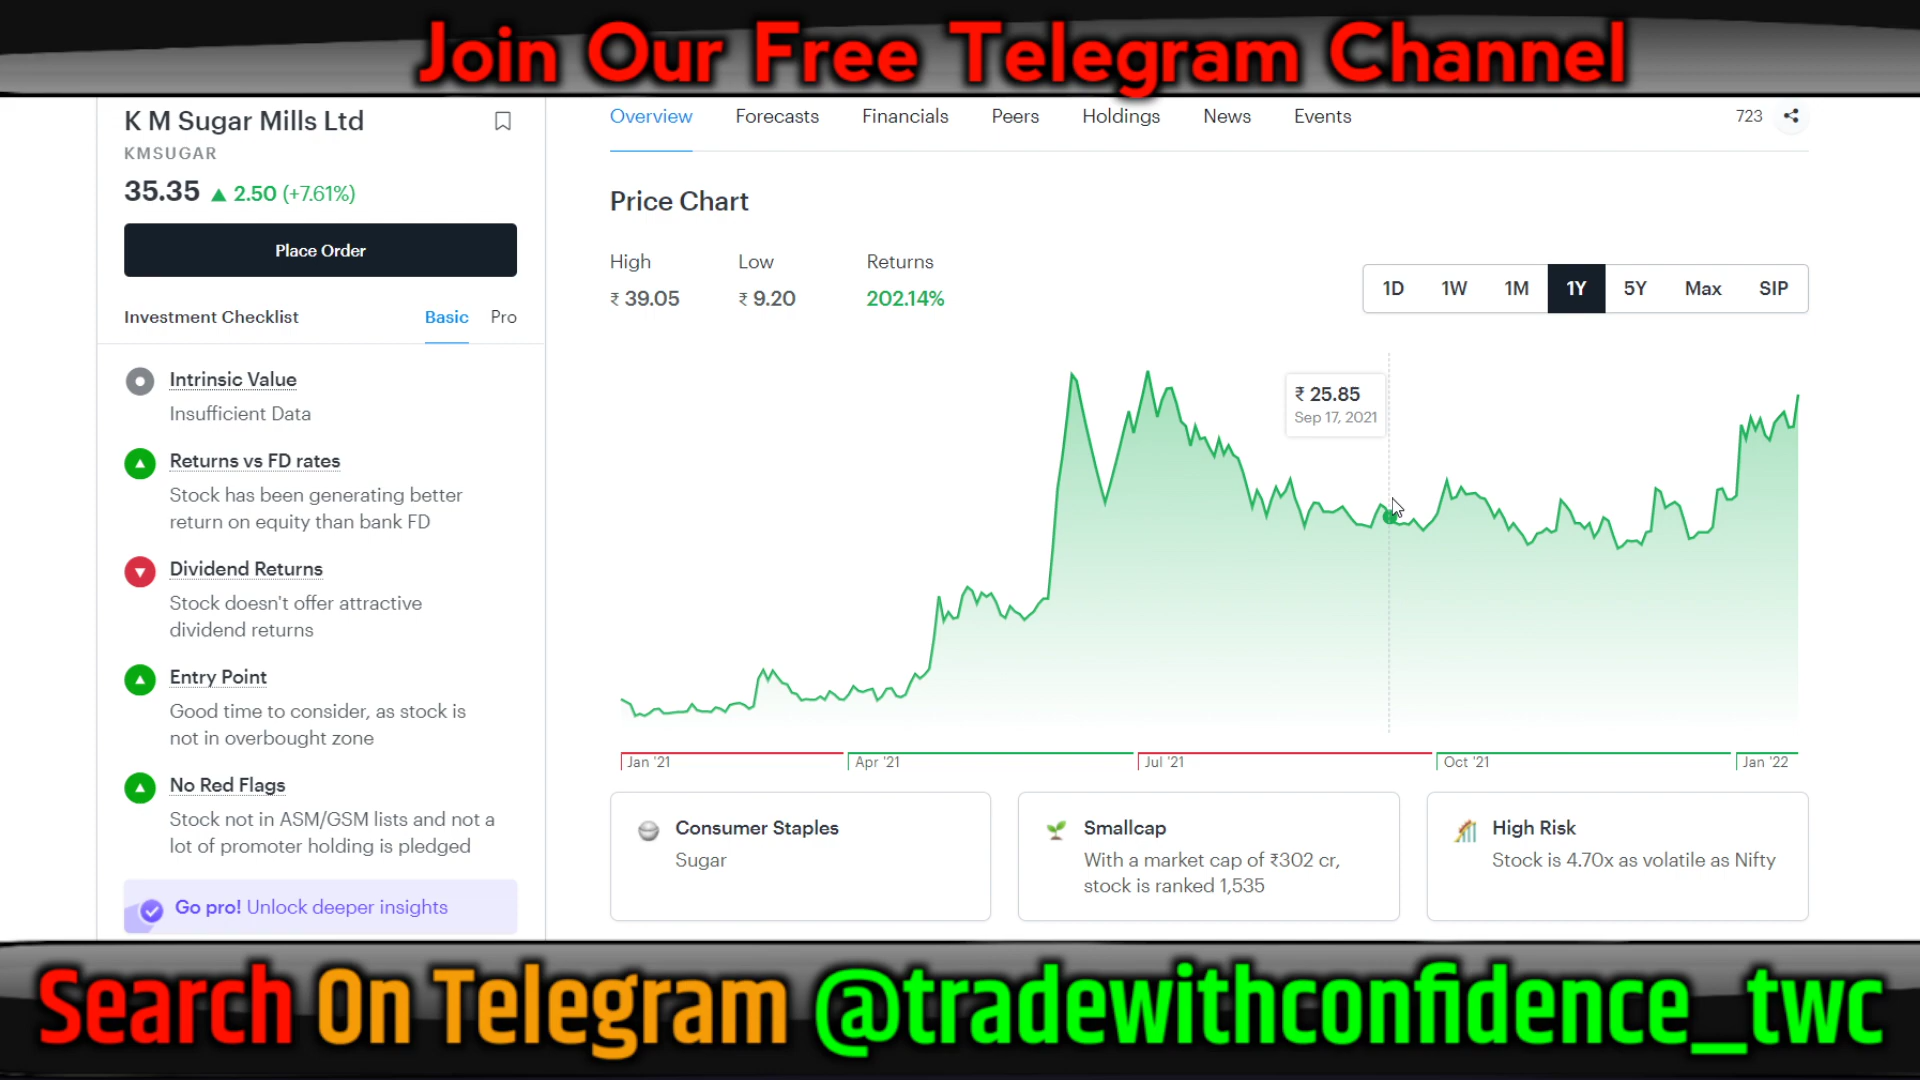 Join Our Free Telegram Channel
K M Sugar Mills Ltd
KMSUGAR
35.35 ▲ 2.50 (+7.61%)
Place Order
Investment Checklist Basic Pro
Intrinsic Value
Insufficient Data
Returns vs FD rates
Stock has been generating better
return on equity than bank FD
Dividend Returns
Stock doesn't offer attractive
dividend returns
Entry Point
Good time to consider, as stock is
not in overbought zone
No Red Flags
Stock not in ASM/GSM lists and not a
lot of promoter holding is pledged
Go pro! Unlock deeper insights
Overview Forecasts Financials Peers Holdings News Events 723
Price Chart
High Low Returns
₹ 39.05 ₹ 9.20 202.14%
1D 1W 1M 1Y 5Y Max SIP
₹ 25.85
Sep 17, 2021
Jan '21 Apr '21 Jul '21 Oct '21 Jan '22
Consumer Staples
Sugar
Smallcap
With a market cap of ₹302 cr,
stock is ranked 1,535
High Risk
Stock is 4.70x as volatile as Nifty
Search On Telegram @tradewithconfidence_twc